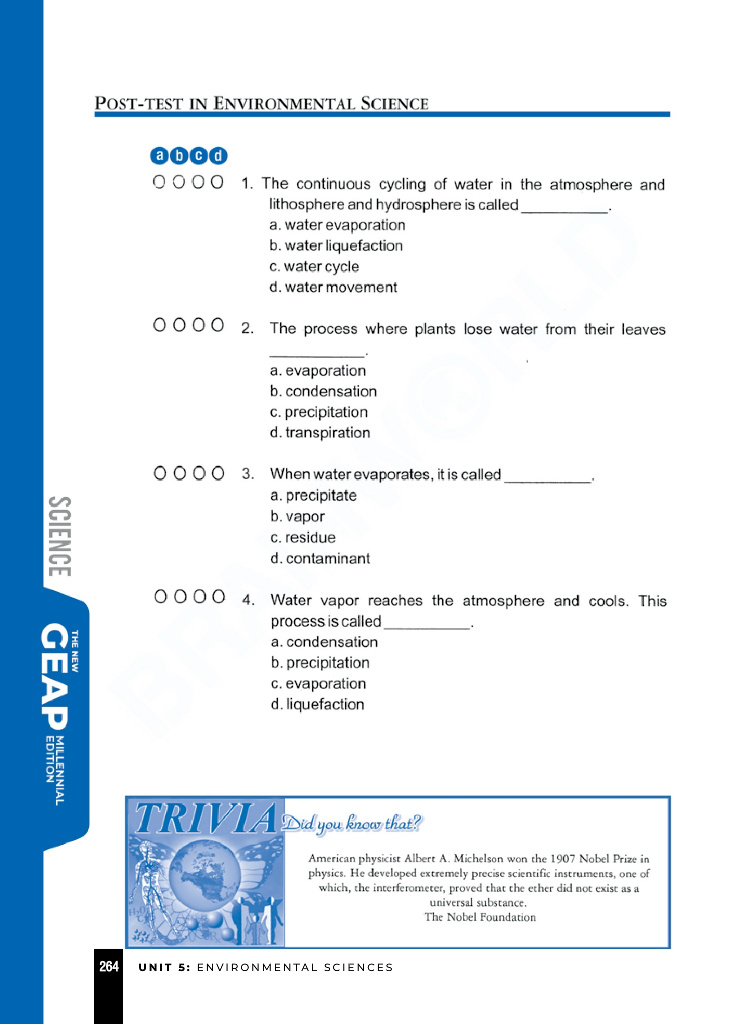 POST-TEST IN ENVIRONMENTAL SCIENCE
a b c d
O O O O 1. The continuous cycling of water in the atmosphere and
lithosphere and hydrosphere is called __________.
a. water evaporation
b. water liquefaction
c. water cycle
d. water movement
O O O O 2. The process where plants lose water from their leaves
___________.
a. evaporation
b. condensation
c. precipitation
d. transpiration
O O O O 3. When water evaporates, it is called __________.
a. precipitate
b. vapor
c. residue
d. contaminant
O O O O 4. Water vapor reaches the atmosphere and cools. This
process is called __________.
a. condensation
b. precipitation
c. evaporation
d. liquefaction
SCIENCE
THE NEW
GEAP
MILLENNIAL
EDITION
TRIVIA Did you know that?
American physicist Albert A. Michelson won the 1907 Nobel Prize in
physics. He developed extremely precise scientific instruments, one of
which, the interferometer, proved that the ether did not exist as a
universal substance.
The Nobel Foundation
264 UNIT 5: ENVIRONMENTAL SCIENCES